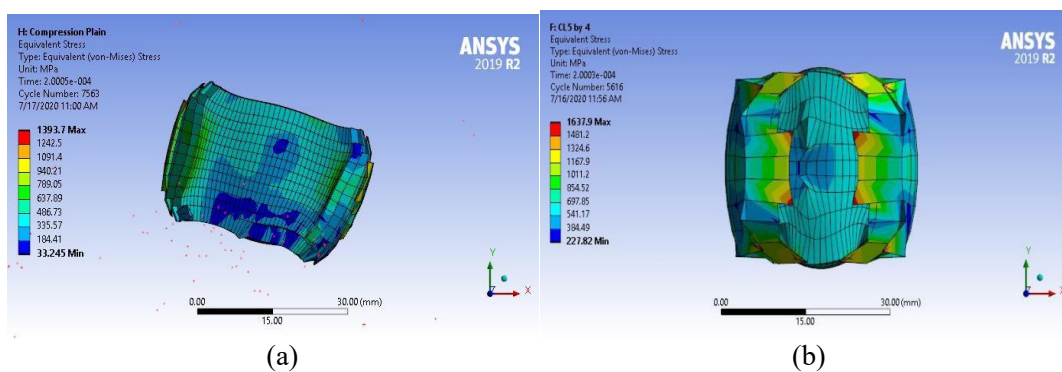 H: Compression Plain
Equivalent Stress
Type: Equivalent (von-Mises) Stress
Unit: MPa
Time: 2.0005e-004
Cycle Number: 7563
7/17/2020 11:00 AM
ANSYS
2019 R2
1393.7 Max
1242.5
1091.4
940.21
789.05
637.89
486.73
335.57
184.41
33.245 Min
0.00
30.00 (mm)
15.00
Y
Z
X
(a)
F: CL5 by 4
Equivalent Stress
Type: Equivalent (von-Mises) Stress
Unit: MPa
Time: 2.0003e-004
Cycle Number: 5616
7/16/2020 11:56 AM
ANSYS
2019 R2
1637.9 Max
1481.2
1324.6
1167.9
1011.2
854.52
697.85
541.17
384.49
227.82 Min
0.00
30.00 (mm)
15.00
Y
Z
X
(b)